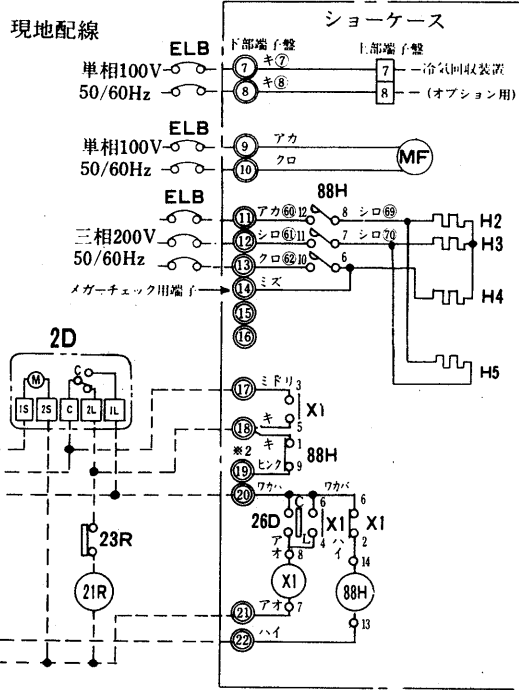 現地配線
ショーケース
ELB 下部端子盤 上部端子盤
単相100V 7 キ⑦ 7 冷気回収装置
50/60Hz 8 キ⑧ 8 (オプション用)
ELB
単相100V 9 アカ MF
50/60Hz 10 クロ
ELB 88H
11 アカ60 12 8 シロ69 H2
三相200V 12 シロ61 11 7 シロ70 H3
50/60Hz 13 クロ62 10 6
メガーチェック用端子 14 ミズ H4
15
16
2D
H5
M C
1S 2S C 2L 1L
17 ミドリ 3
X1
18 キ 5
キ 1
※2 88H
19 ピンク 9
20 ワカバ ワカバ
26D C 6 X1 6 X1
L 4 2
アオ 8 ハイ 14
23R
21R X1 88H
21 アオ 7 13
22 ハイ